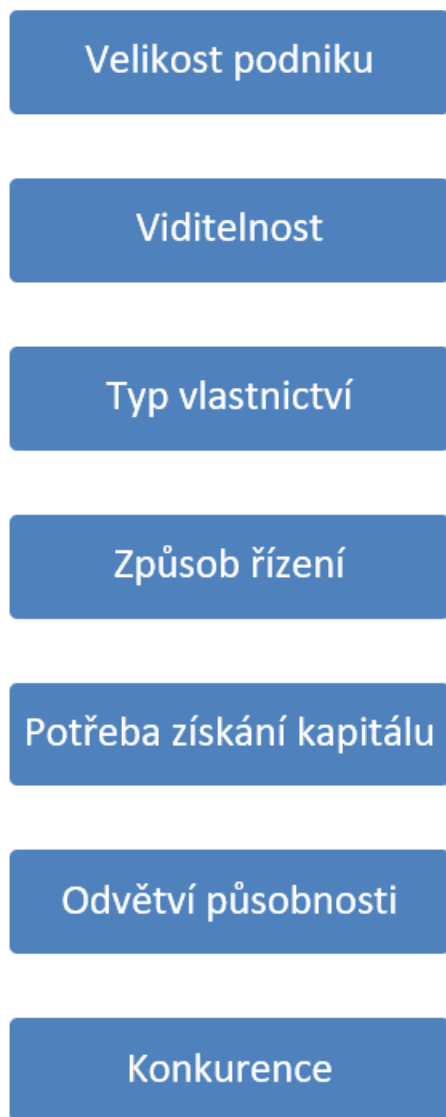 Velikost podniku
Viditelnost
Typ vlastnictví
Způsob řízení
Potřeba získání kapitálu
Odvětví působnosti
Konkurence